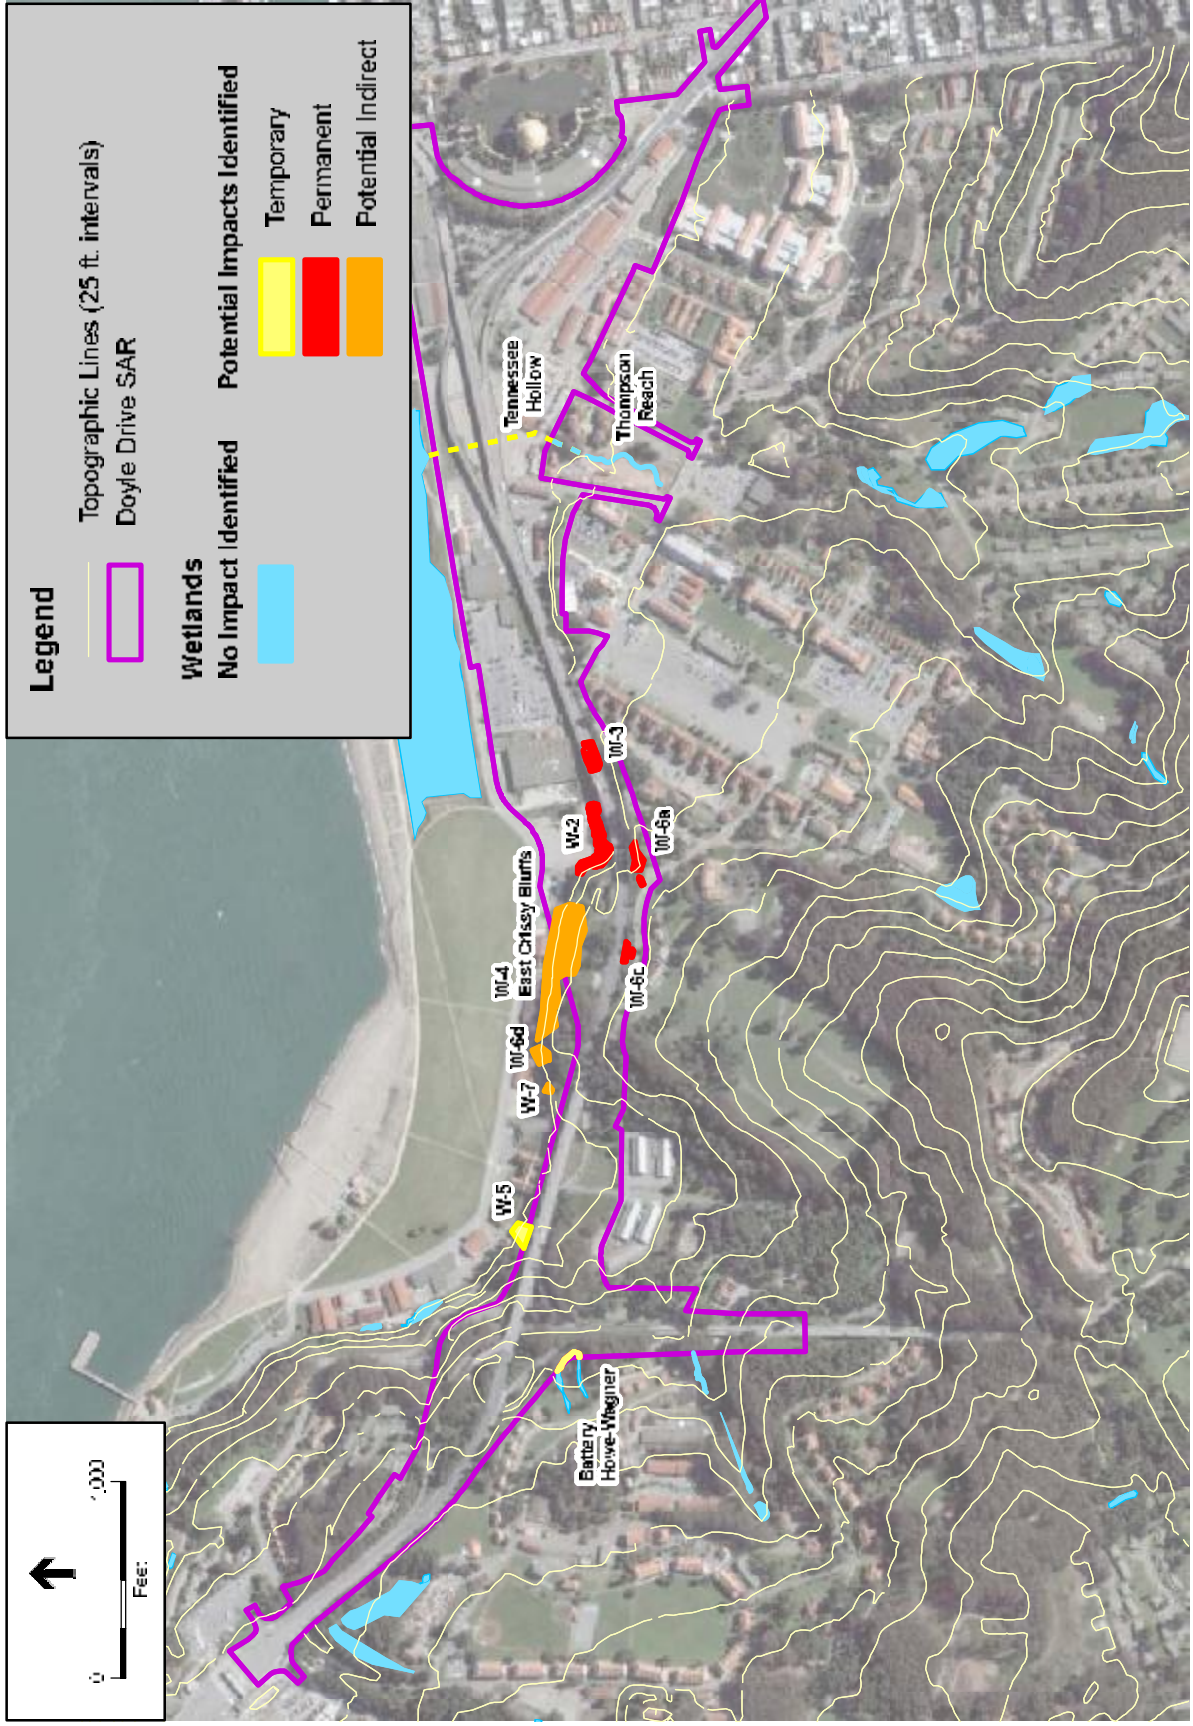 Legend
Topographic Lines (25 ft. intervals)
Doyle Drive SAR
Wetlands
No Impact Identified
Potential Impacts Identified
Temporary
Permanent
Potential Indirect
Tennessee
Hollow
Thompson
Reach
W-3
W-2
W-6a
East Crissy Bluffs
W-4
W-6d
W-7
W-5
Battery
Howe-Wagner
0
Feet